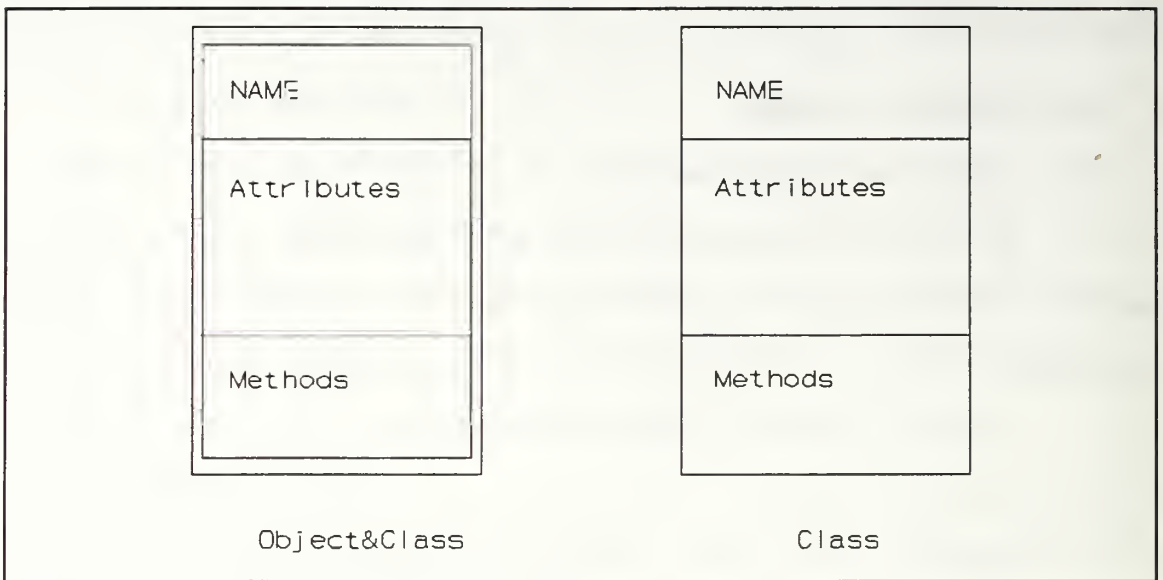 NAME
Attributes
Methods
Object&Class
NAME
Attributes
Methods
Class